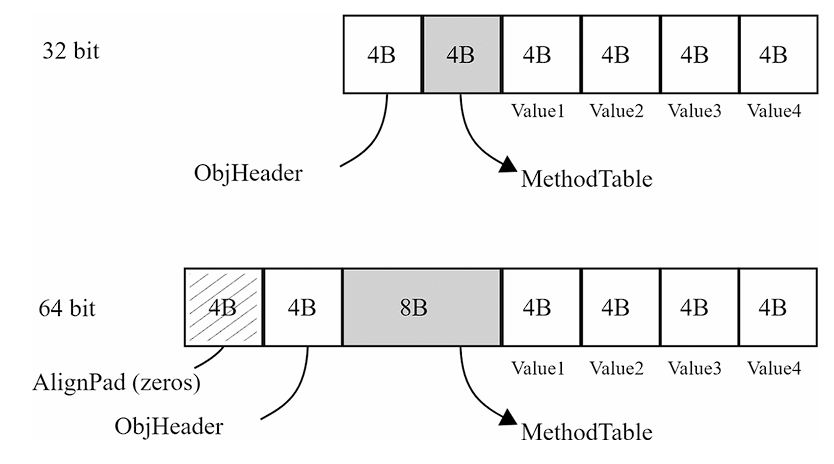 32 bit
4B 4B 4B 4B 4B 4B
Value1 Value2 Value3 Value4
ObjHeader
MethodTable
64 bit
4B 4B 8B 4B 4B 4B 4B
Value1 Value2 Value3 Value4
AlignPad (zeros)
ObjHeader
MethodTable